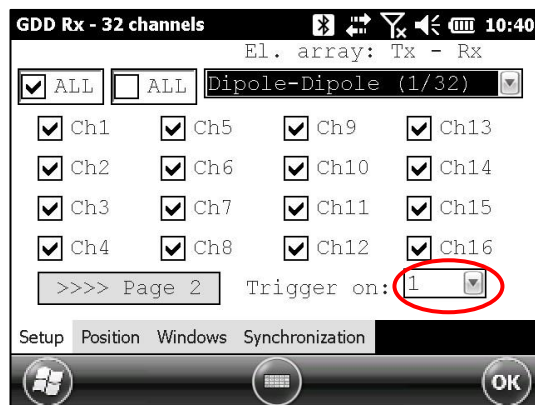 GDD Rx - 32 channels 10:40
El. array: Tx - Rx
ALL ALL Dipole-Dipole (1/32)
Ch1 Ch5 Ch9 Ch13
Ch2 Ch6 Ch10 Ch14
Ch3 Ch7 Ch11 Ch15
Ch4 Ch8 Ch12 Ch16
>>>> Page 2 Trigger on: 1
Setup Position Windows Synchronization
OK